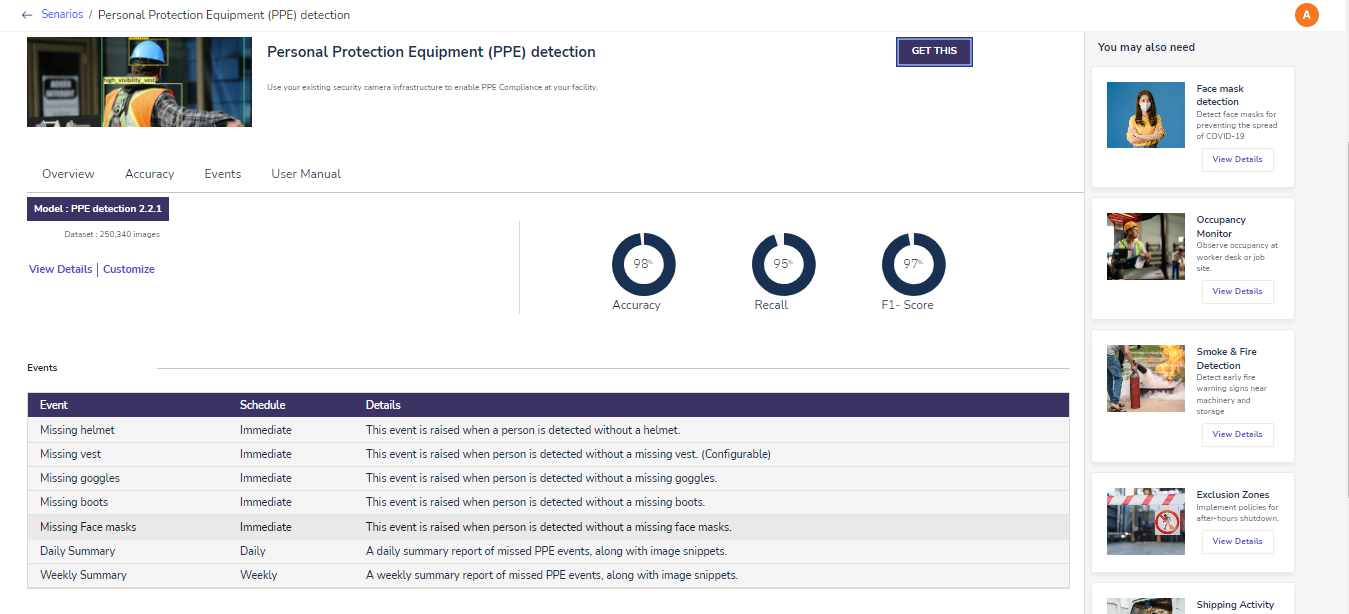 ← Senarios / Personal Protection Equipment (PPE) detection
A
high_visibility_vest
Personal Protection Equipment (PPE) detection
GET THIS
Use your existing security camera infrastructure to enable PPE Compliance at your facility.
Overview Accuracy Events User Manual
Model : PPE detection 2.2.1
Dataset : 250,340 images
View Details | Customize
98%
Accuracy
95%
Recall
97%
F1- Score
Events
Event Schedule Details
Missing helmet Immediate This event is raised when a person is detected without a helmet.
Missing vest Immediate This event is raised when person is detected without a missing vest. (Configurable)
Missing goggles Immediate This event is raised when person is detected without a missing goggles.
Missing boots Immediate This event is raised when person is detected without a missing boots.
Missing Face masks Immediate This event is raised when person is detected without a missing face masks.
Daily Summary Daily A daily summary report of missed PPE events, along with image snippets.
Weekly Summary Weekly A weekly summary report of missed PPE events, along with image snippets.
You may also need
Face mask
detection
Detect face masks for
preventing the spread
of COVID-19
View Details
Occupancy
Monitor
Observe occupancy at
worker desk or job
site.
View Details
Smoke & Fire
Detection
Detect early fire
warning signs near
machinery and
storage
View Details
Exclusion Zones
Implement policies for
after-hours shutdown.
View Details
Shipping Activity